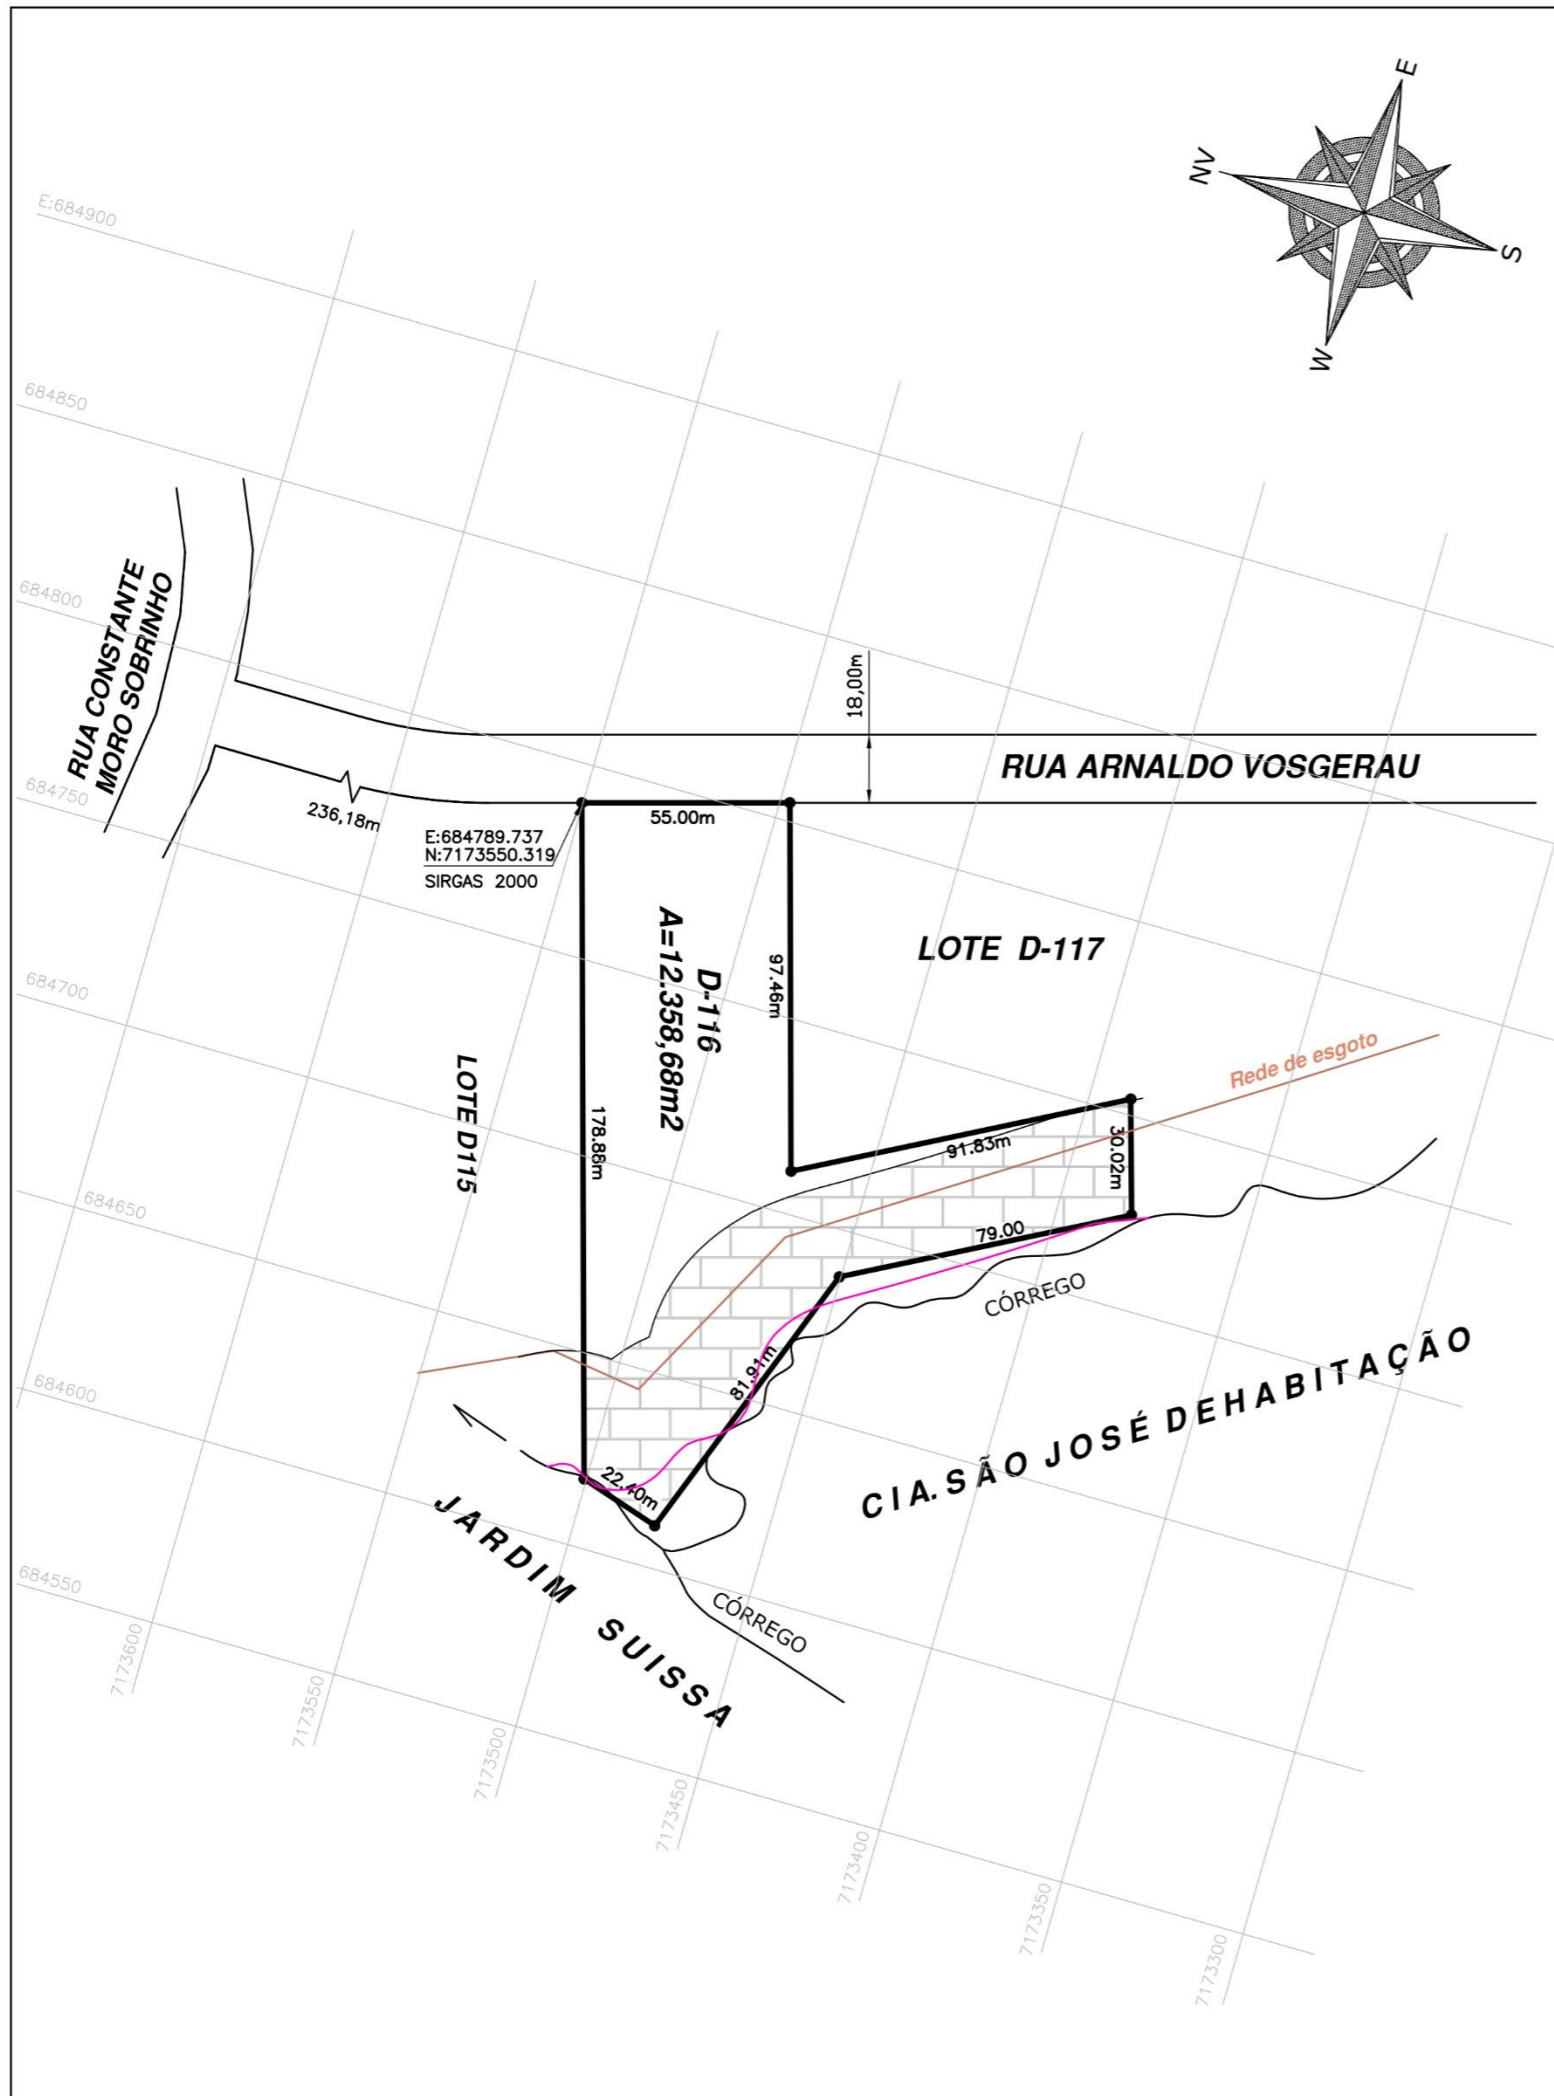 E
NV
S
W
E:684900
684850
684800
684750
684700
684650
684600
684550
RUA CONSTANTE
MORO SOBRINHO
236,18m
18,00m
RUA ARNALDO VOSGERAU
55.00m
E:684789.737
N:7173550.319
SIRGAS 2000
D-116
A=12.358,68m2
97.46m
LOTE D-117
LOTE D115
178.88m
Rede de esgoto
91.83m
30.02m
79.00
81.91m
22.40m
CÓRREGO
CIA. SÃO JOSÉ DEHABITAÇÃO
JARDIM SUISSA
CÓRREGO
7173600
7173550
7173500
7173450
7173400
7173350
7173300